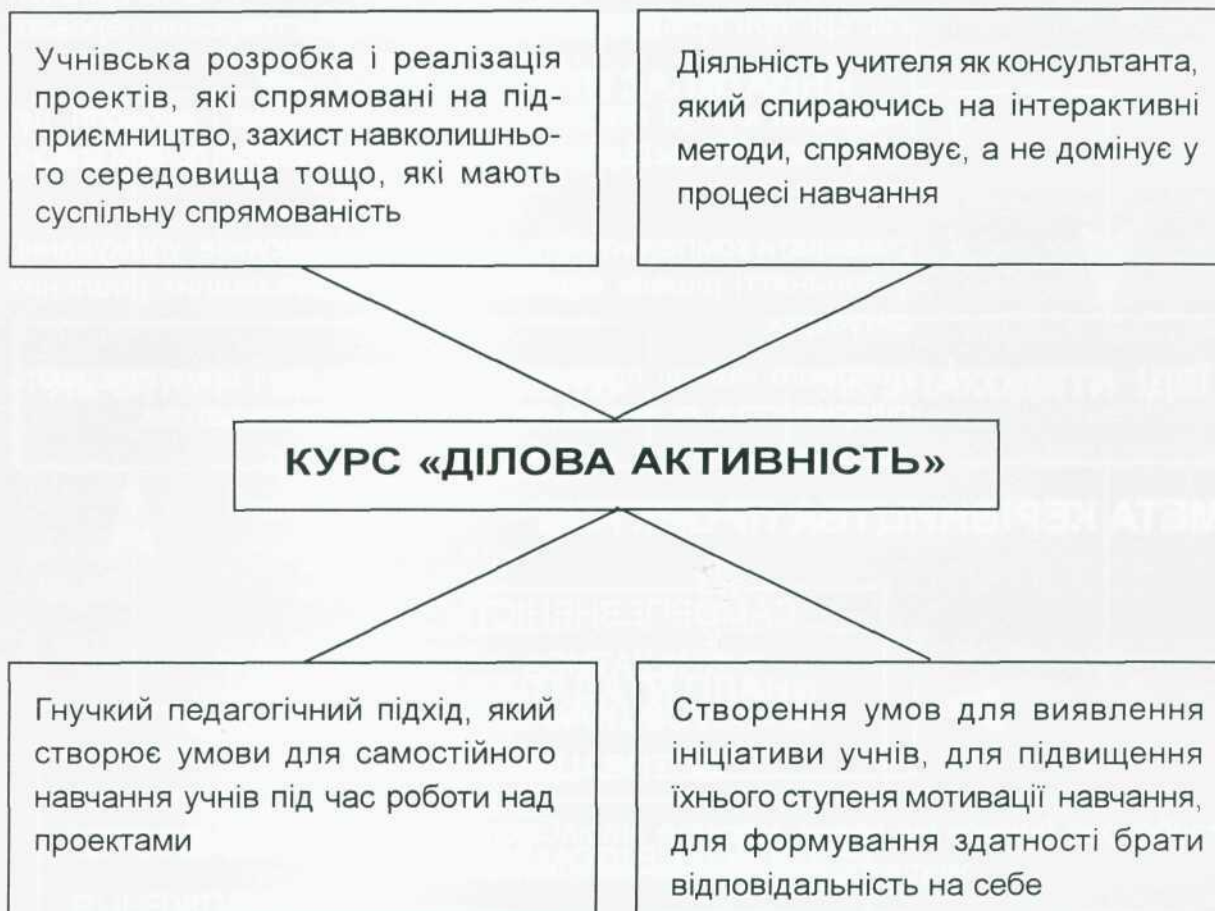 Учнівська розробка і реалізація
проектів, які спрямовані на під-
приємництво, захист навколишньо-
го середовища тощо, які мають
суспільну спрямованість
Діяльність учителя як консультанта,
який спираючись на інтерактивні
методи, спрямовує, а не домінує у
процесі навчання
КУРС «ДІЛОВА АКТИВНІСТЬ»
Гнучкий педагогічний підхід, який
створює умови для самостійного
навчання учнів під час роботи над
проектами
Створення умов для виявлення
ініціативи учнів, для підвищення
їхнього ступеня мотивації навчання,
для формування здатності брати
відповідальність на себе